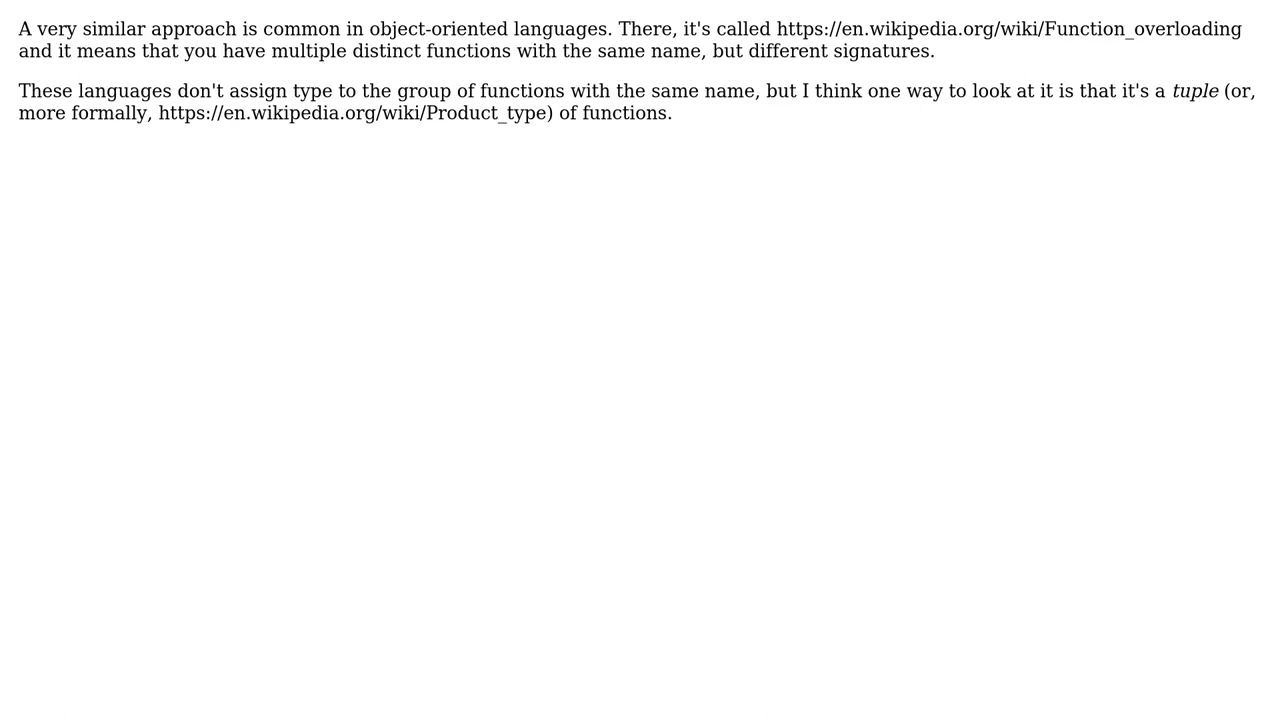 A very similar approach is common in object-oriented languages. There, it's called https://en.wikipedia.org/wiki/Function_overloading
and it means that you have multiple distinct functions with the same name, but different signatures.
These languages don't assign type to the group of functions with the same name, but I think one way to look at it is that it's a tuple (or,
more formally, https://en.wikipedia.org/wiki/Product_type) of functions.